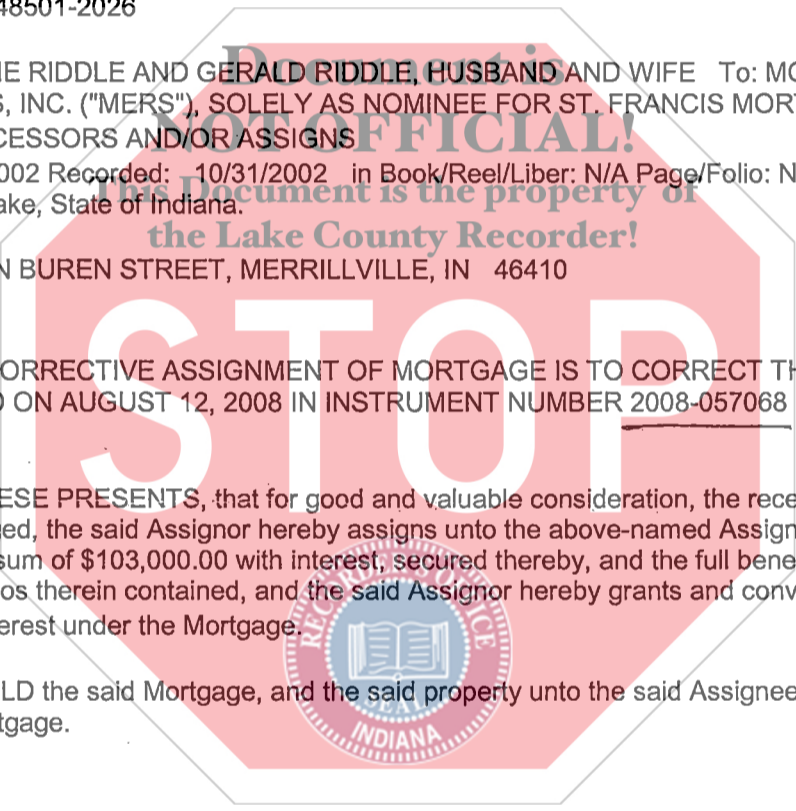 48501-2026
Document is
E RIDDLE AND GERALD RIDDLE, HUSBAND AND WIFE To: MO
S, INC. ("MERS"), SOLELY AS NOMINEE FOR ST. FRANCIS MOR
NOT OFFICIAL!
CESSORS AND/OR ASSIGNS
002 Recorded: 10/31/2002 in Book/Reel/Liber: N/A Page/Folio: N
This Document is the property of
ake, State of Indiana.
the Lake County Recorder!
N BUREN STREET, MERRILLVILLE, IN 46410
STOP
ORRECTIVE ASSIGNMENT OF MORTGAGE IS TO CORRECT TH
ON AUGUST 12, 2008 IN INSTRUMENT NUMBER 2008-057068
ESE PRESENTS, that for good and valuable consideration, the rece
ed, the said Assignor hereby assigns unto the above-named Assign
sum of $103,000.00 with interest, secured thereby, and the full bene
os therein contained, and the said Assignor hereby grants and conv
erest under the Mortgage.
RECORDER'S OFFICE
SEAL
INDIANA
LD the said Mortgage, and the said property unto the said Assignee
tgage.